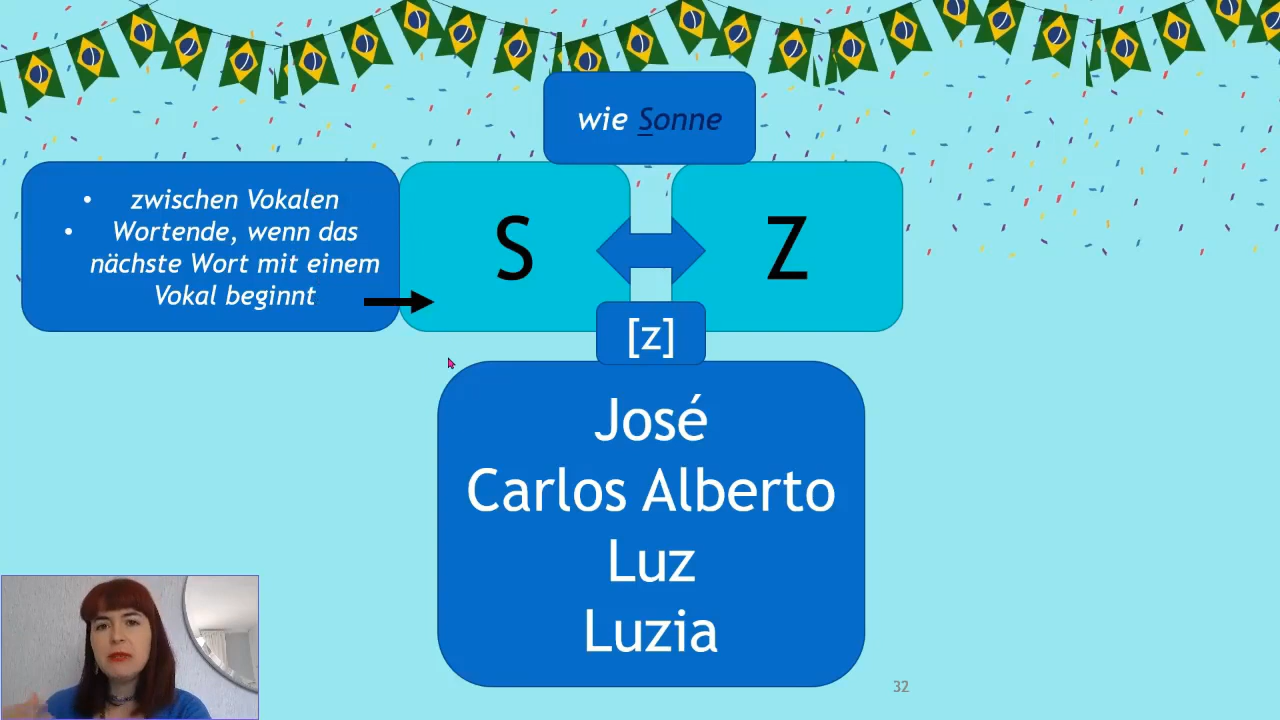 wie Sonne
• zwischen Vokalen
• Wortende, wenn das
nächste Wort mit einem
Vokal beginnt
S
Z
[z]
José
Carlos Alberto
Luz
Luzia
32